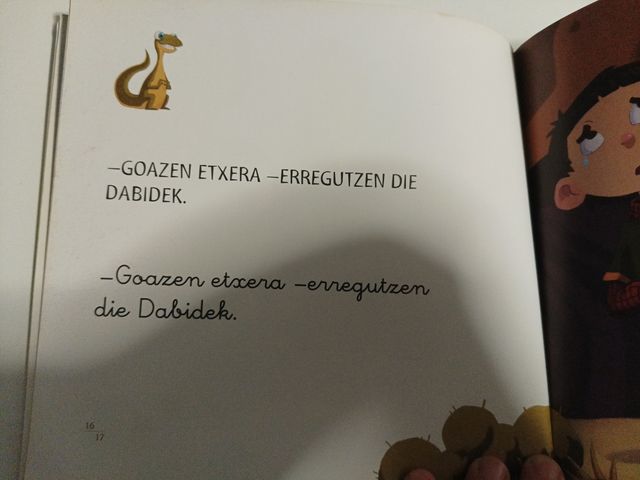 –GOAZEN ETXERA –ERREGUTZEN DIE
DABIDEK.
–Goazen etxera –erregutzen
die Dabidek.
16
17